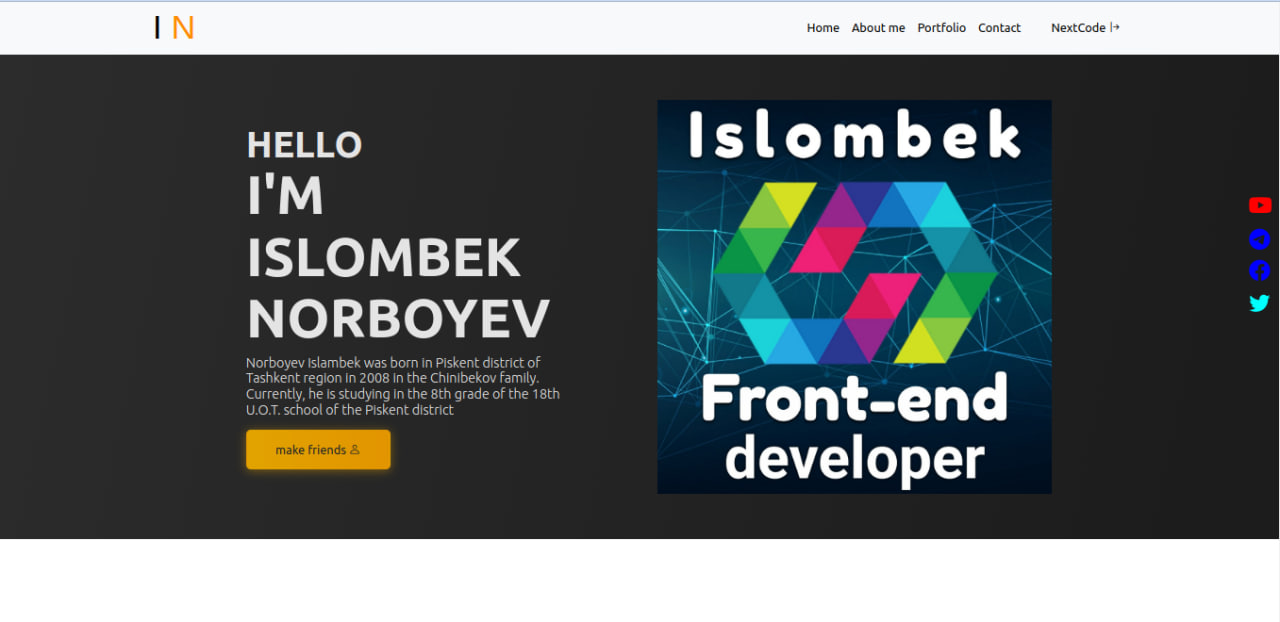 I N
Home About me Portfolio Contact NextCode
HELLO
I'M
ISLOMBEK
NORBOYEV
Norboyev Islambek was born in Piskent district of
Tashkent region in 2008 in the Chinibekov family.
Currently, he is studying in the 8th grade of the 18th
U.O.T. school of the Piskent district
make friends
Islombek
Front-end
developer